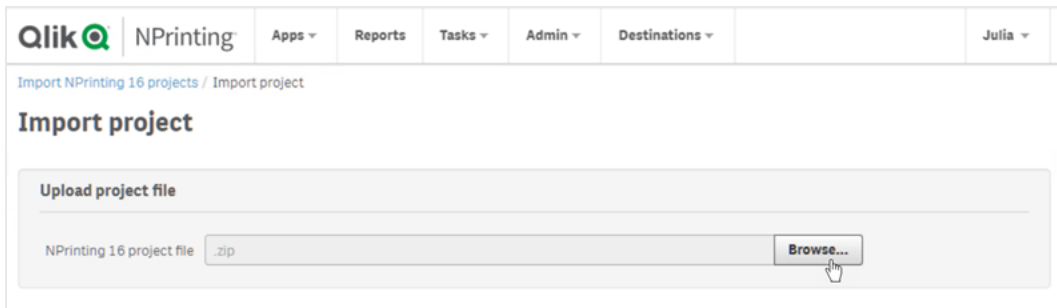 Qlik NPrinting Apps Reports Tasks Admin Destinations Julia
Import NPrinting 16 projects / Import project
Import project
Upload project file
NPrinting 16 project file .zip Browse...